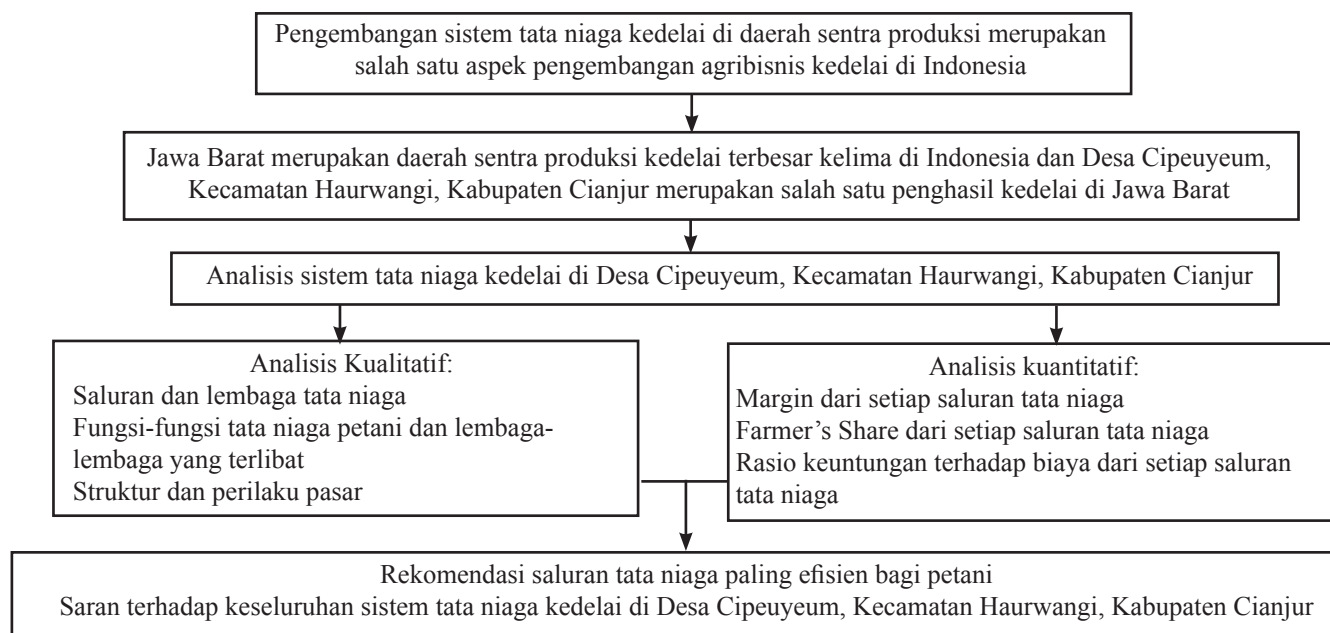 Pengembangan sistem tata niaga kedelai di daerah sentra produksi merupakan
salah satu aspek pengembangan agribisnis kedelai di Indonesia
Jawa Barat merupakan daerah sentra produksi kedelai terbesar kelima di Indonesia dan Desa Cipeuyeum,
Kecamatan Haurwangi, Kabupaten Cianjur merupakan salah satu penghasil kedelai di Jawa Barat
Analisis sistem tata niaga kedelai di Desa Cipeuyeum, Kecamatan Haurwangi, Kabupaten Cianjur
Analisis Kualitatif:
Saluran dan lembaga tata niaga
Fungsi-fungsi tata niaga petani dan lembaga-
lembaga yang terlibat
Struktur dan perilaku pasar
Analisis kuantitatif:
Margin dari setiap saluran tata niaga
Farmer’s Share dari setiap saluran tata niaga
Rasio keuntungan terhadap biaya dari setiap saluran
tata niaga
Rekomendasi saluran tata niaga paling efisien bagi petani
Saran terhadap keseluruhan sistem tata niaga kedelai di Desa Cipeuyeum, Kecamatan Haurwangi, Kabupaten Cianjur